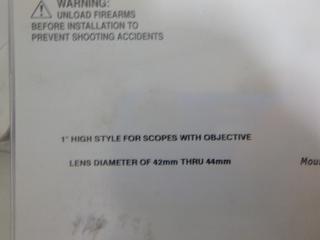 WARNING:
UNLOAD FIREARMS
BEFORE INSTALLATION TO
PREVENT SHOOTING ACCIDENTS
1" HIGH STYLE FOR SCOPES WITH OBJECTIVE
LENS DIAMETER OF 42mm THRU 44mm
Mou